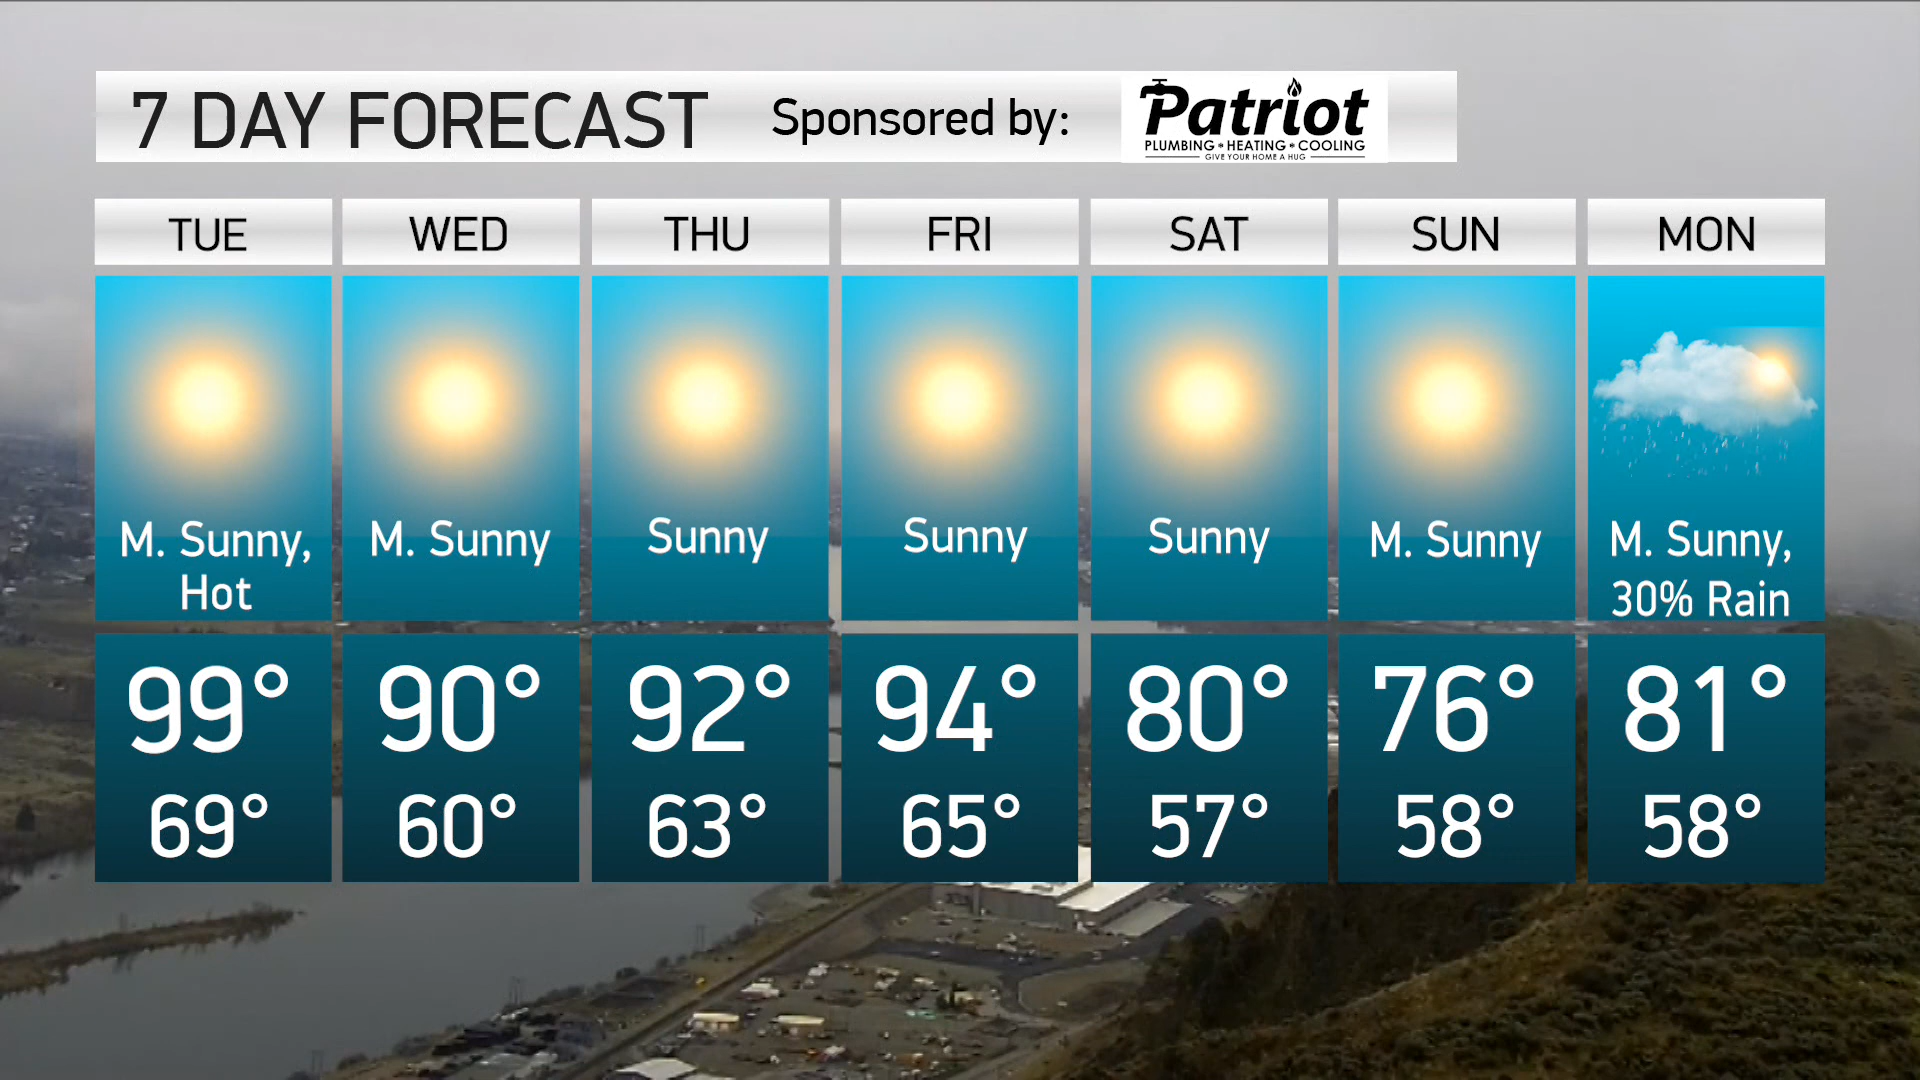 7 DAY FORECAST Sponsored by: Patriot
PLUMBING * HEATING * COOLING
GIVE YOUR HOME A HUG
TUE WED THU FRI SAT SUN MON
M. Sunny, M. Sunny Sunny Sunny Sunny M. Sunny M. Sunny,
Hot 30% Rain
99° 90° 92° 94° 80° 76° 81°
69° 60° 63° 65° 57° 58° 58°